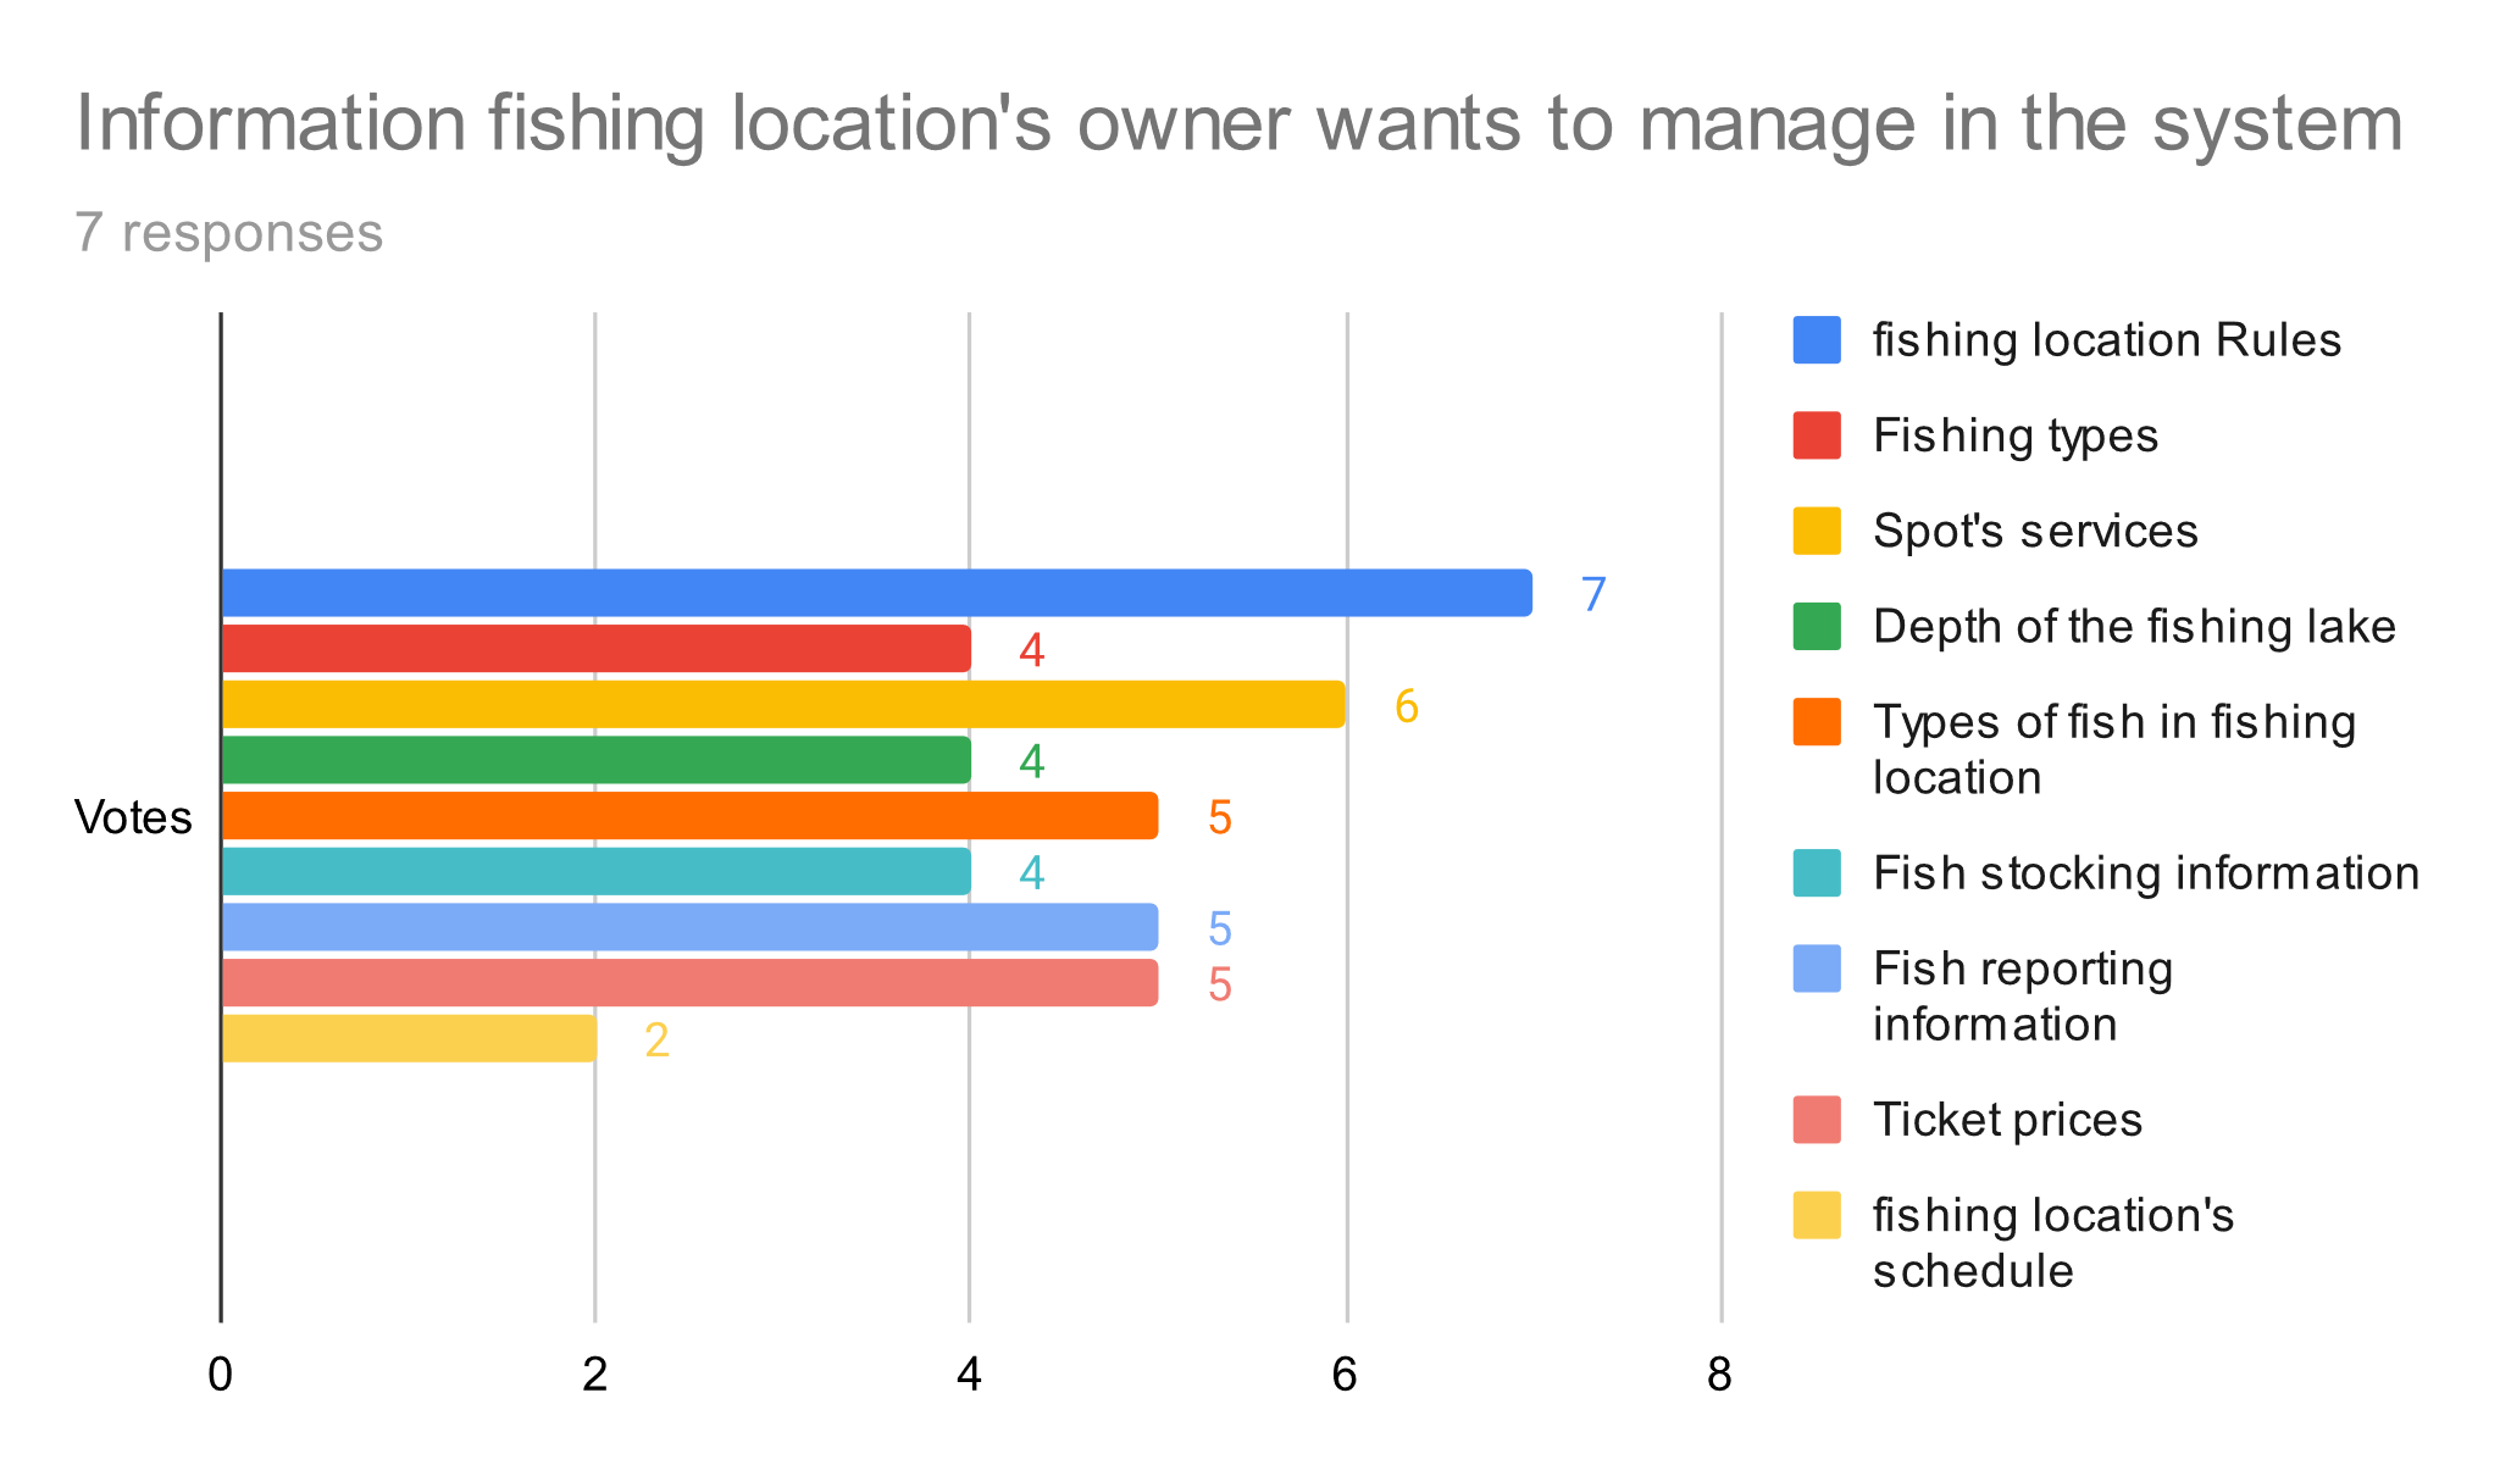 Information fishing location's owner wants to manage in the system
7 responses
fishing location Rules
Fishing types
Spot's services
Depth of the fishing lake
Types of fish in fishing
location
Fish stocking information
Fish reporting
information
Ticket prices
fishing location's
schedule
Votes
7
4
6
4
5
4
5
5
2
0 2 4 6 8